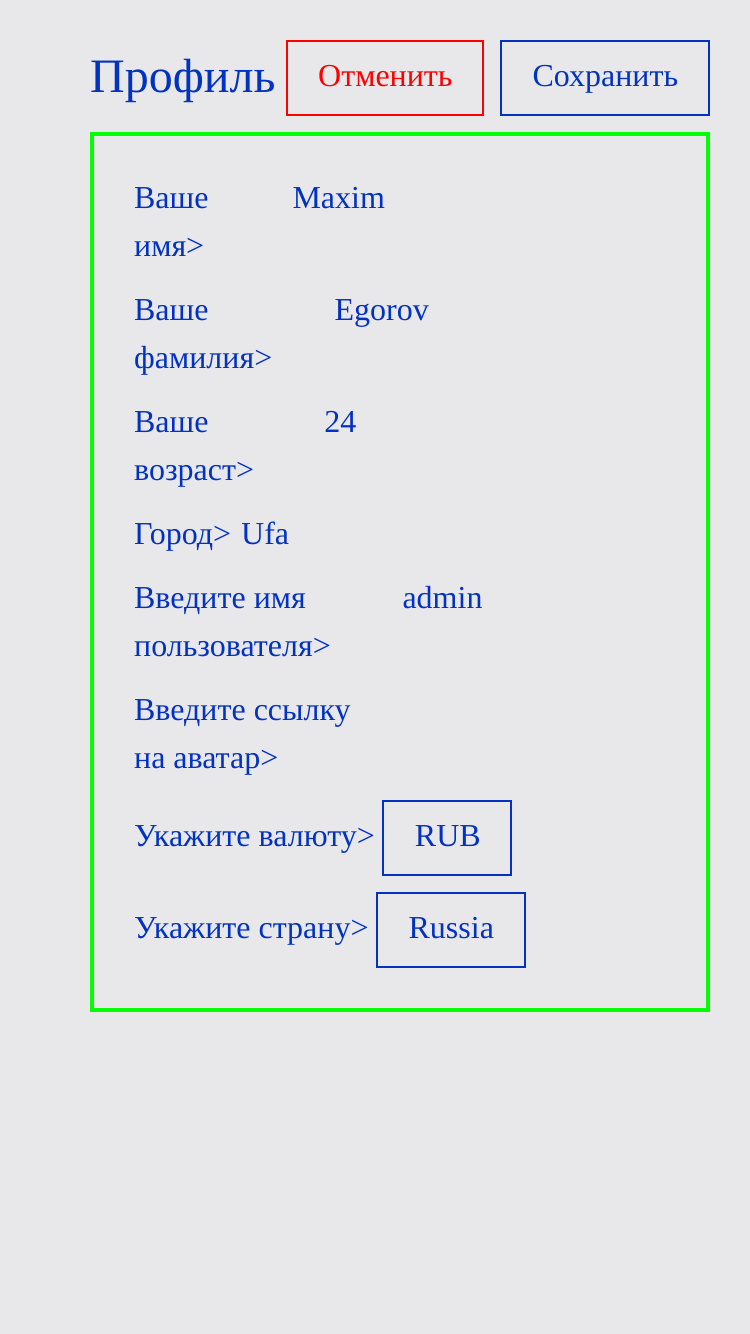 Профиль Отменить Сохранить
Ваше Maxim
имя>
Ваше Egorov
фамилия>
Ваше 24
возраст>
Город> Ufa
Введите имя admin
пользователя>
Введите ссылку
на аватар>
Укажите валюту> RUB
Укажите страну> Russia